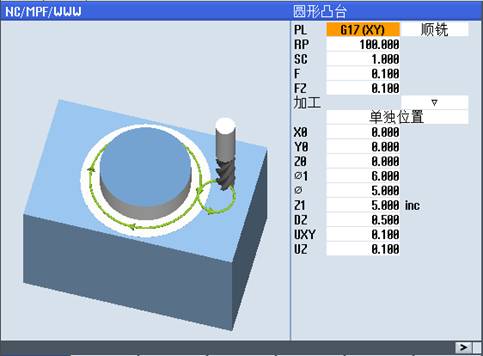 NC/MPF/WWW
圆形凸台
PL G17 (XY) 顺铣
RP 100.000
SC 1.000
F 0.100
FZ 0.100
加工 ▽
单独位置
X0 0.000
Y0 0.000
Z0 0.000
∅1 6.000
∅ 5.000
Z1 5.000 inc
DZ 0.500
UXY 0.100
UZ 0.100